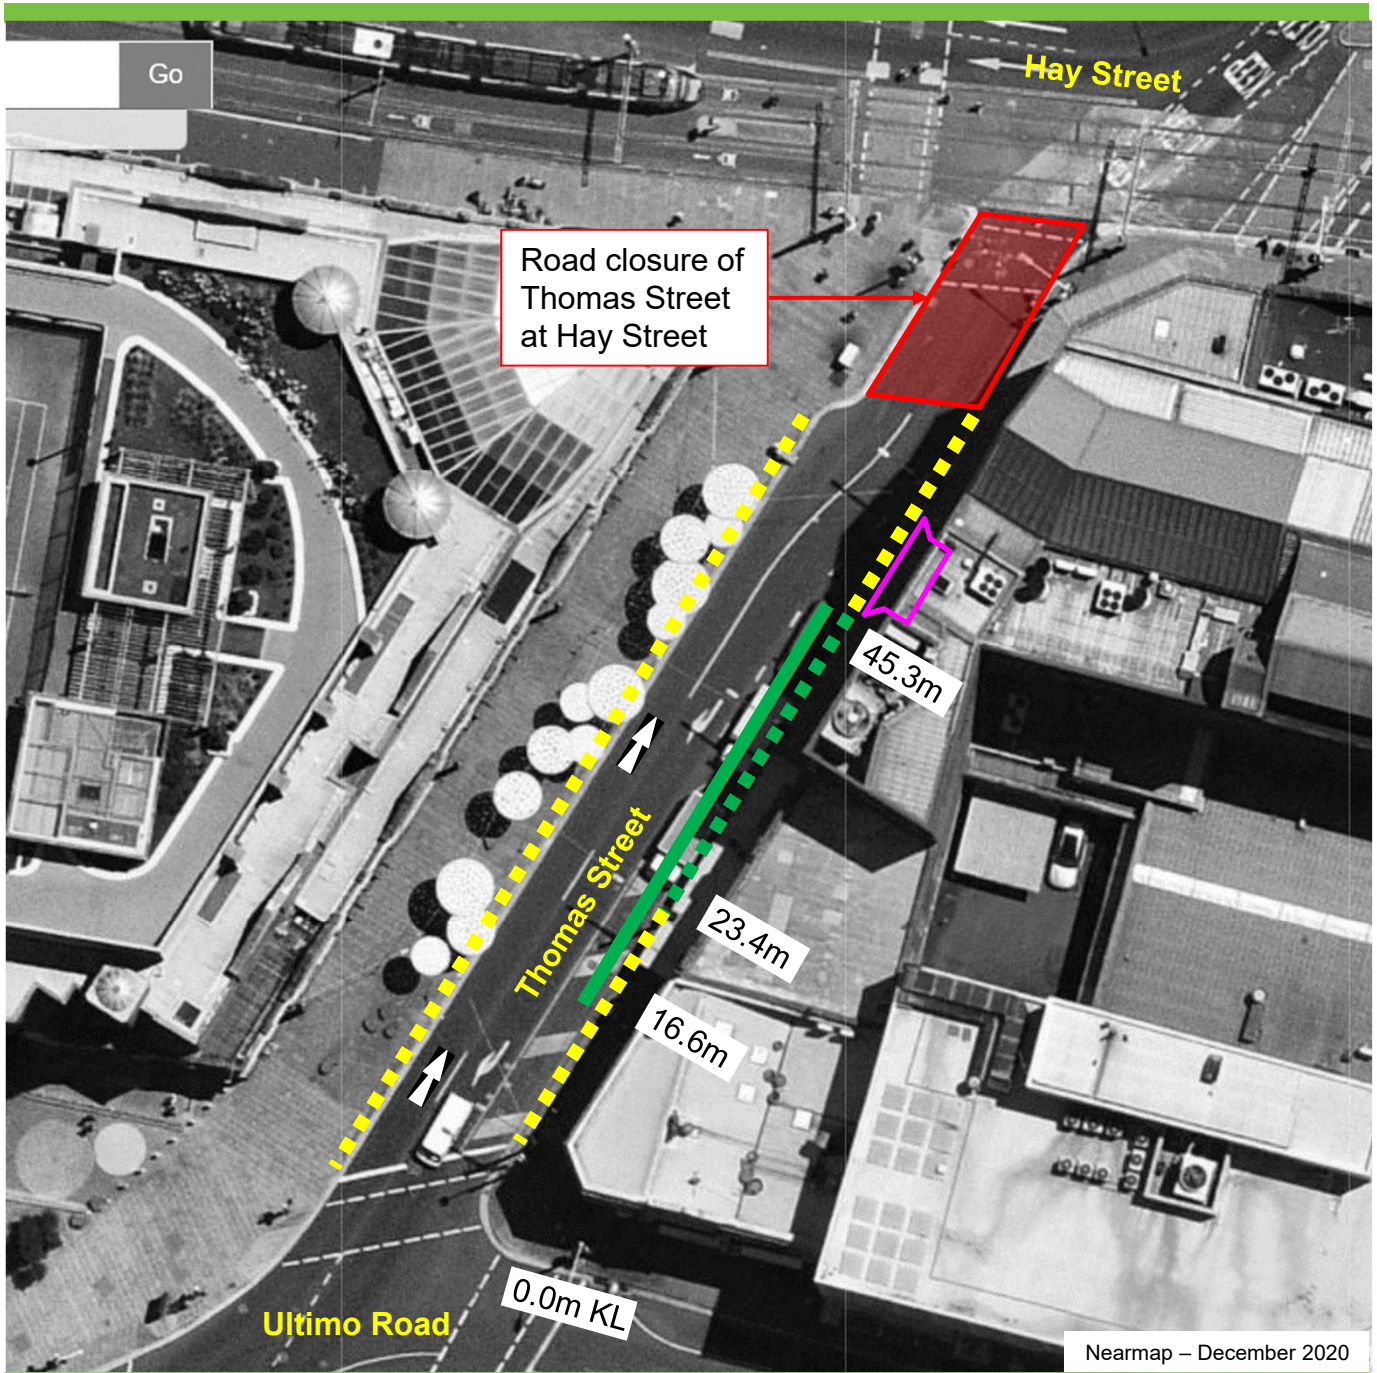 Go
Hay Street
Road closure of
Thomas Street
at Hay Street
45.3m
Thomas Street
23.4m
16.6m
0.0m KL
Ultimo Road
Nearmap – December 2020